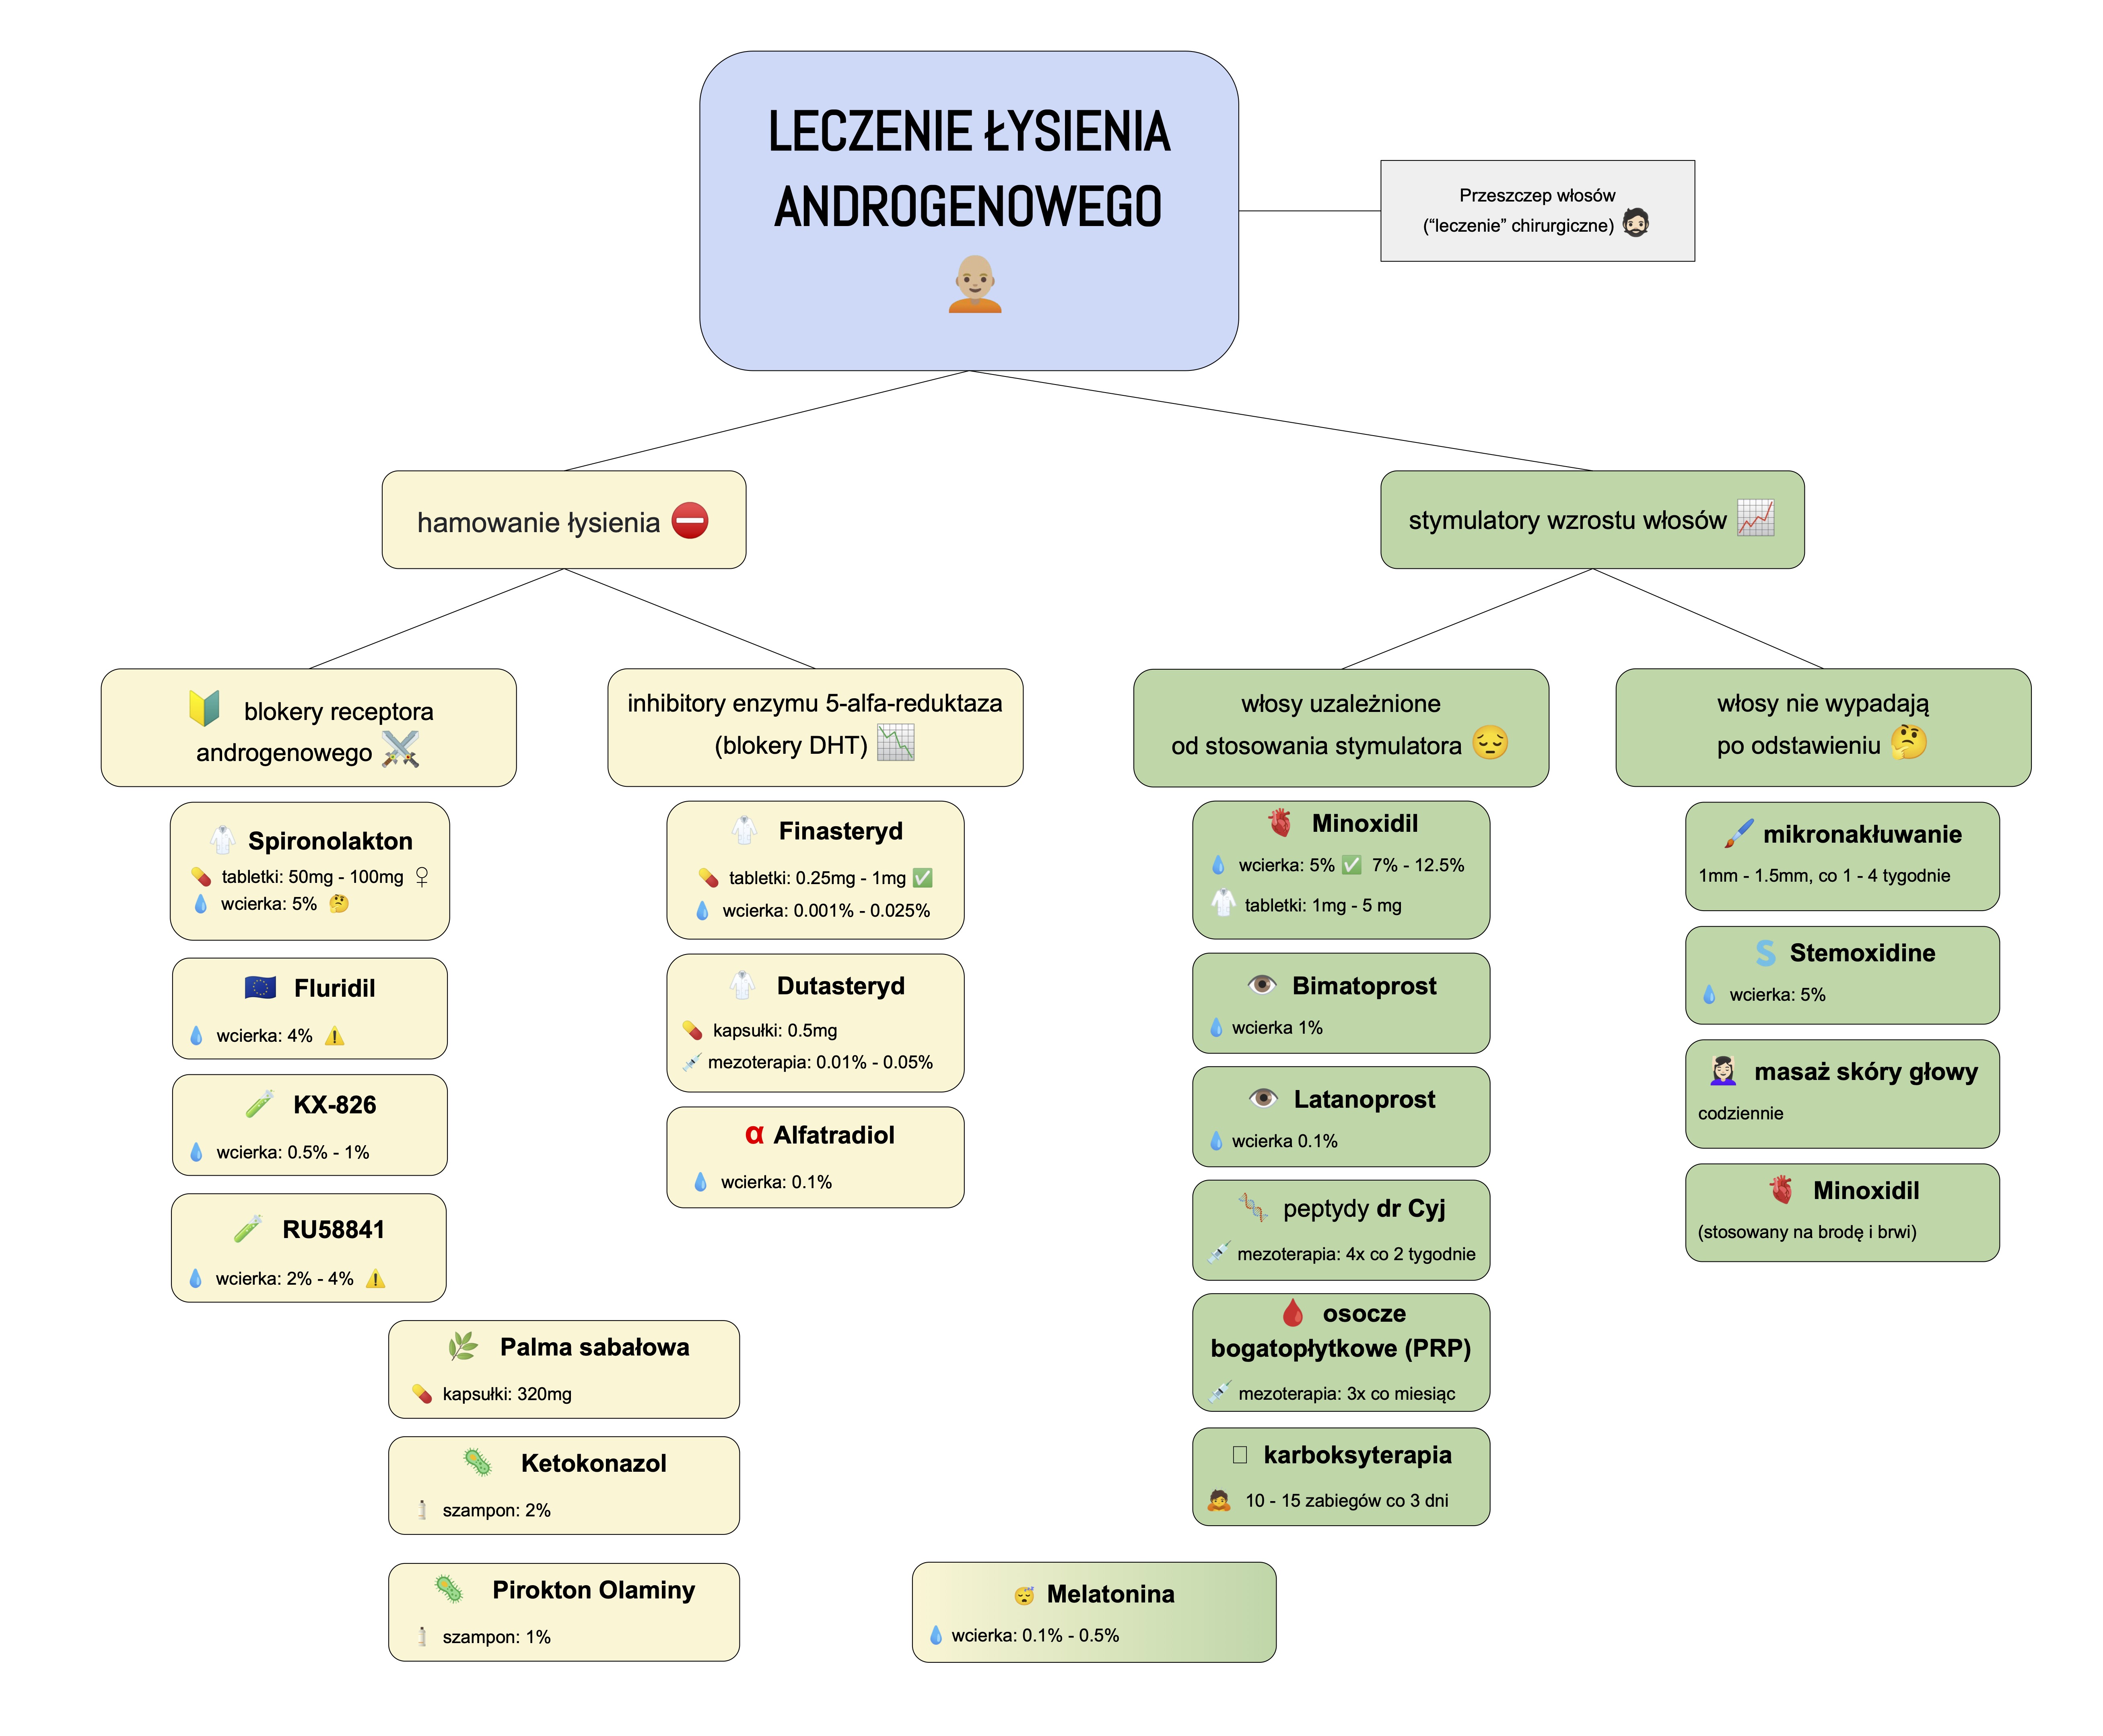 LECZENIE ŁYSIENIA
ANDROGENOWEGO
Przeszczep włosów
(“leczenie” chirurgiczne)
hamowanie łysienia
stymulatory wzrostu włosów
blokery receptora
androgenowego
inhibitory enzymu 5-alfa-reduktaza
(blokery DHT)
włosy uzależnione
od stosowania stymulatora
włosy nie wypadają
po odstawieniu
Spironolakton
tabletki: 50mg - 100mg ♀
wcierka: 5%
Fluridil
wcierka: 4%
KX-826
wcierka: 0.5% - 1%
RU58841
wcierka: 2% - 4%
Finasteryd
tabletki: 0.25mg - 1mg
wcierka: 0.001% - 0.025%
Dutasteryd
kapsułki: 0.5mg
mezoterapia: 0.01% - 0.05%
α Alfatradiol
wcierka: 0.1%
Palma sabałowa
kapsułki: 320mg
Ketokonazol
szampon: 2%
Pirokton Olaminy
szampon: 1%
Minoxidil
wcierka: 5% ✅ 7% - 12.5%
tabletki: 1mg - 5 mg
Bimatoprost
wcierka 1%
Latanoprost
wcierka 0.1%
peptydy dr Cyj
mezoterapia: 4x co 2 tygodnie
osocze
bogatopłytkowe (PRP)
mezoterapia: 3x co miesiąc
karboksyterapia
10 - 15 zabiegów co 3 dni
mikronakłuwanie
1mm - 1.5mm, co 1 - 4 tygodnie
S Stemoxidine
wcierka: 5%
masaż skóry głowy
codziennie
Minoxidil
(stosowany na brodę i brwi)
Melatonina
wcierka: 0.1% - 0.5%